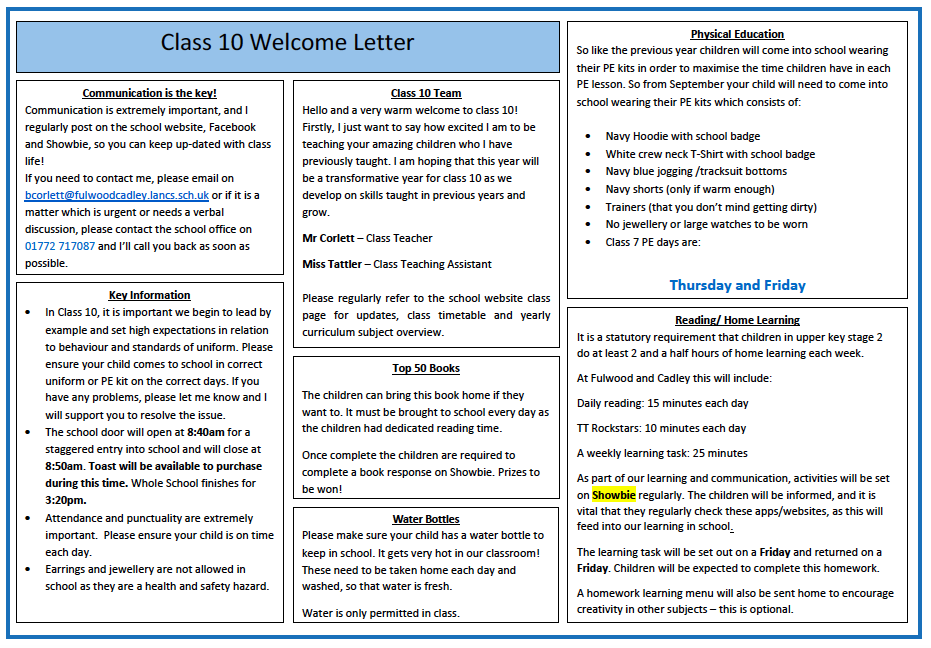 Class 10 Welcome Letter
Communication is the key!
Communication is extremely important, and I
regularly post on the school website, Facebook
and Showbie, so you can keep up-dated with class
life!
If you need to contact me, please email on
bcorlett@fulwoodcadley.lancs.sch.uk or if it is a
matter which is urgent or needs a verbal
discussion, please contact the school office on
01772 717087 and I'll call you back as soon as
possible.
Key Information
• In Class 10, it is important we begin to lead by
example and set high expectations in relation
to behaviour and standards of uniform. Please
ensure your child comes to school in correct
uniform or PE kit on the correct days. If you
have any problems, please let me know and I
will support you to resolve the issue.
• The school door will open at 8:40am for a
staggered entry into school and will close at
8:50am. Toast will be available to purchase
during this time. Whole School finishes for
3:20pm.
• Attendance and punctuality are extremely
important. Please ensure your child is on time
each day.
• Earrings and jewellery are not allowed in
school as they are a health and safety hazard.
Class 10 Team
Hello and a very warm welcome to class 10!
Firstly, I just want to say how excited I am to be
teaching your amazing children who I have
previously taught. I am hoping that this year will
be a transformative year for class 10 as we
develop on skills taught in previous years and
grow.
Mr Corlett – Class Teacher
Miss Tattler – Class Teaching Assistant
Please regularly refer to the school website class
page for updates, class timetable and yearly
curriculum subject overview.
Top 50 Books
The children can bring this book home if they
want to. It must be brought to school every day as
the children had dedicated reading time.
Once complete the children are required to
complete a book response on Showbie. Prizes to
be won!
Water Bottles
Please make sure your child has a water bottle to
keep in school. It gets very hot in our classroom!
These need to be taken home each day and
washed, so that water is fresh.
Water is only permitted in class.
Physical Education
So like the previous year children will come into school wearing
their PE kits in order to maximise the time children have in each
PE lesson. So from September your child will need to come into
school wearing their PE kits which consists of:
• Navy Hoodie with school badge
• White crew neck T-Shirt with school badge
• Navy blue jogging /tracksuit bottoms
• Navy shorts (only if warm enough)
• Trainers (that you don't mind getting dirty)
• No jewellery or large watches to be worn
• Class 7 PE days are:
Thursday and Friday
Reading/ Home Learning
It is a statutory requirement that children in upper key stage 2
do at least 2 and a half hours of home learning each week.
At Fulwood and Cadley this will include:
Daily reading: 15 minutes each day
TT Rockstars: 10 minutes each day
A weekly learning task: 25 minutes
As part of our learning and communication, activities will be set
on Showbie regularly. The children will be informed, and it is
vital that they regularly check these apps/websites, as this will
feed into our learning in school.
The learning task will be set out on a Friday and returned on a
Friday. Children will be expected to complete this homework.
A homework learning menu will also be sent home to encourage
creativity in other subjects – this is optional.